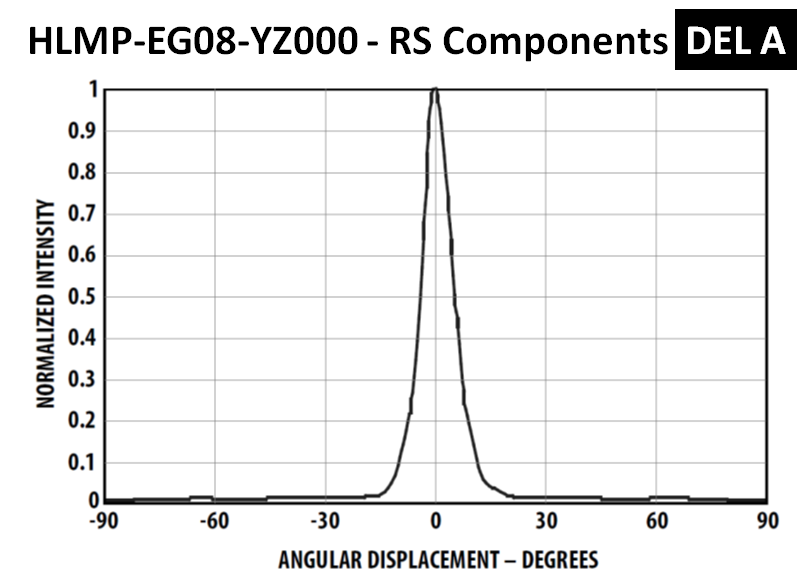 HLMP-EG08-YZ000 - RS Components DEL A
1
0.9
0.8
0.7
0.6
0.5
0.4
0.3
0.2
0.1
0
NORMALIZED INTENSITY
-90 -60 -30 0 30 60 90
ANGULAR DISPLACEMENT – DEGREES